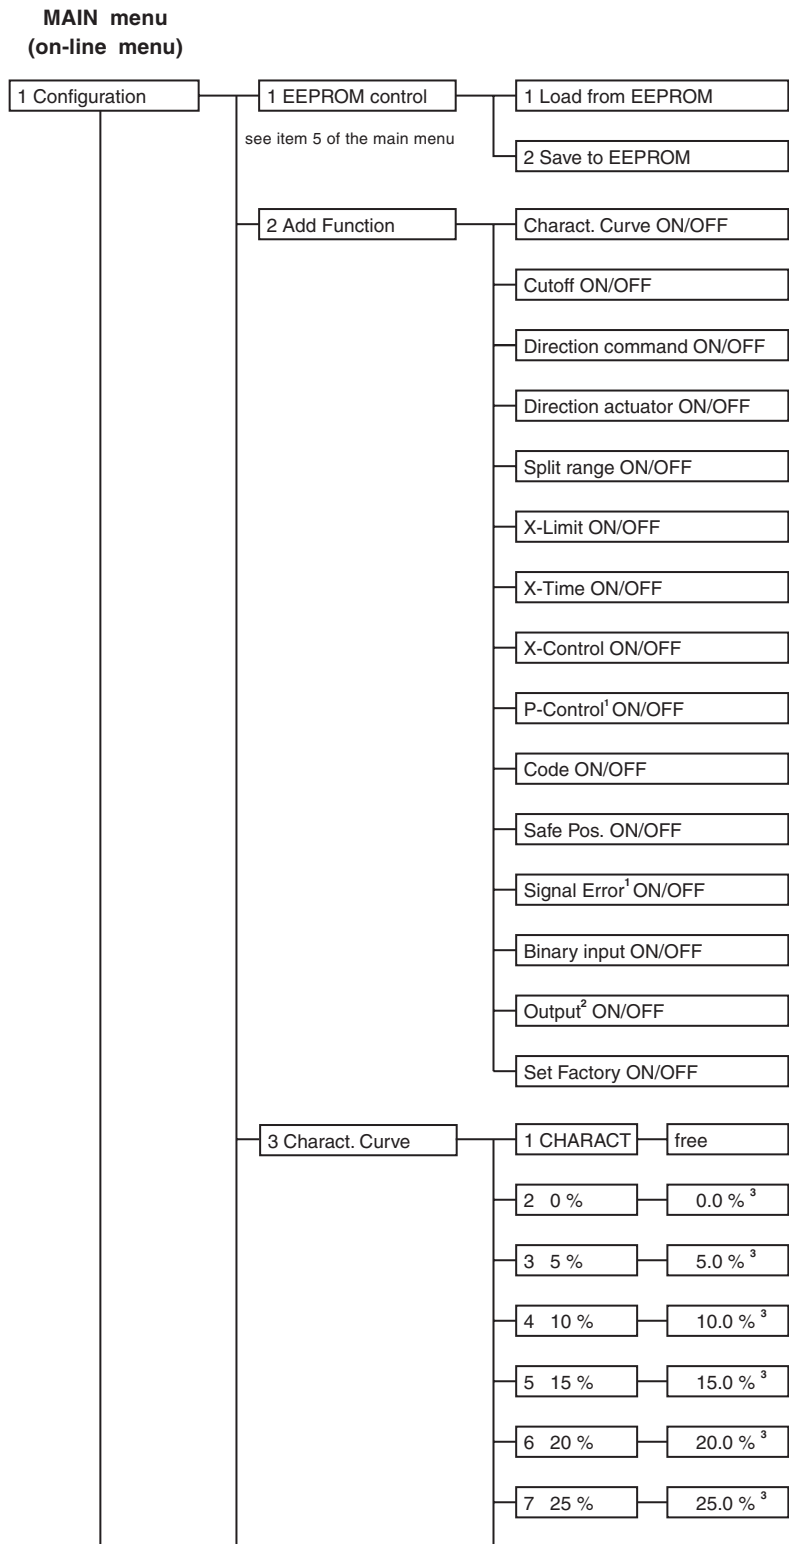 MAIN menu
(on-line menu)
1 Configuration
1 EEPROM control
1 Load from EEPROM
see item 5 of the main menu
2 Save to EEPROM
2 Add Function
Charact. Curve ON/OFF
Cutoff ON/OFF
Direction command ON/OFF
Direction actuator ON/OFF
Split range ON/OFF
X-Limit ON/OFF
X-Time ON/OFF
X-Control ON/OFF
P-Control¹ ON/OFF
Code ON/OFF
Safe Pos. ON/OFF
Signal Error¹ ON/OFF
Binary input ON/OFF
Output² ON/OFF
Set Factory ON/OFF
3 Charact. Curve
1 CHARACT
free
2 0 %
0.0 % ³
3 5 %
5.0 % ³
4 10 %
10.0 % ³
5 15 %
15.0 % ³
6 20 %
20.0 % ³
7 25 %
25.0 % ³